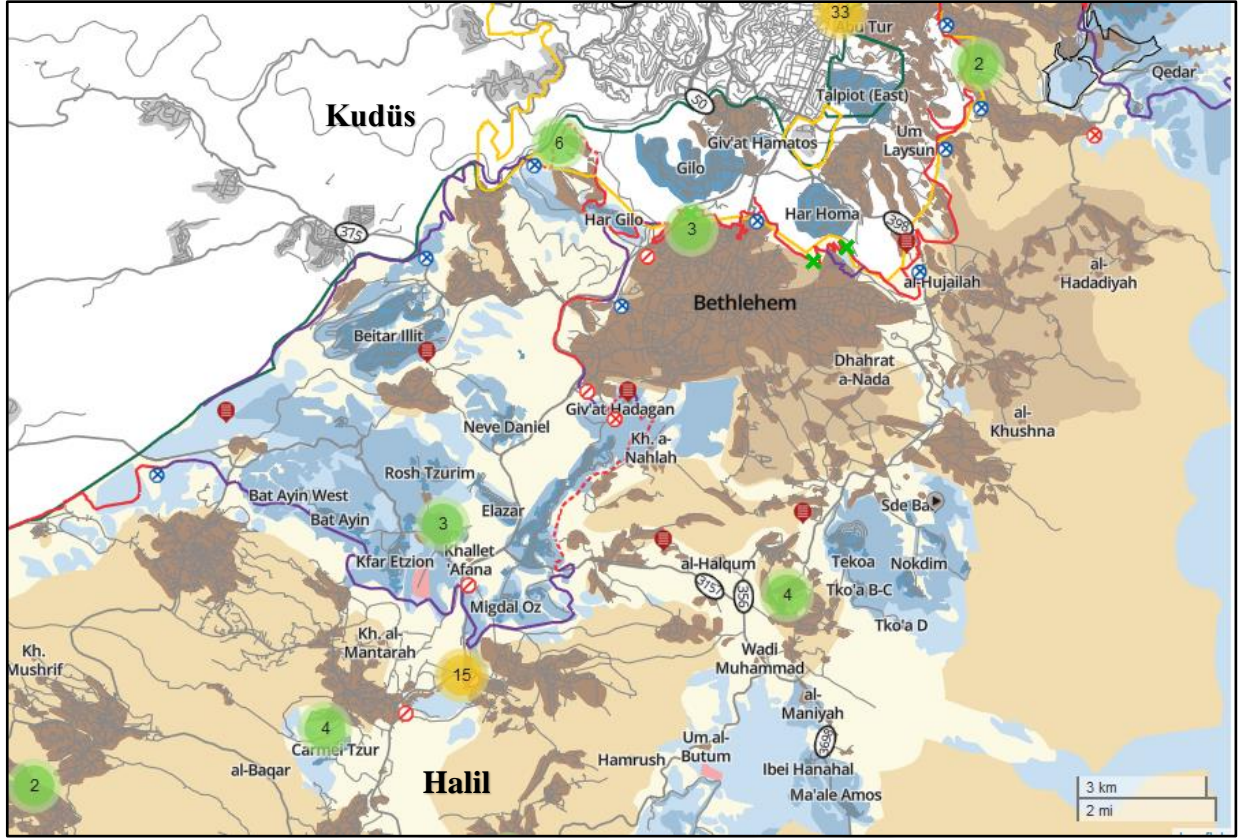 33
Abu Tur
2
Qedar
Kudüs
50
Talpiot (East)
6
Giv'at Hamatos
Um
Laysun
Gilo
Har Gilo
3
Har Homa
398
375
al-Hujailah
al-
Hadadiyah
Bethlehem
Beitar Illit
Dhahrat
a-Nada
Giv'at Hadagan
al-
Khushna
Neve Daniel
Kh. a-
Nahlah
Rosh Tzurim
Bat Ayin West
Elazar
Sde Ba
Bat Ayin
3
Kfar Etzion
Khallet
'Afana
al-Halqum
Tekoa
Nokdim
3157
356
4
Tko'a B-C
Migdal Oz
Tko'a D
Kh. al-
Mantarah
Kh.
Mushrif
Wadi
Muhammad
15
al-
Maniyah
4
Carmei Tzur
Um al-
Butum
3698
al-Baqar
Hamrush
Ibei Hanahal
2
Halil
Ma'ale Amos
3 km
2 mi